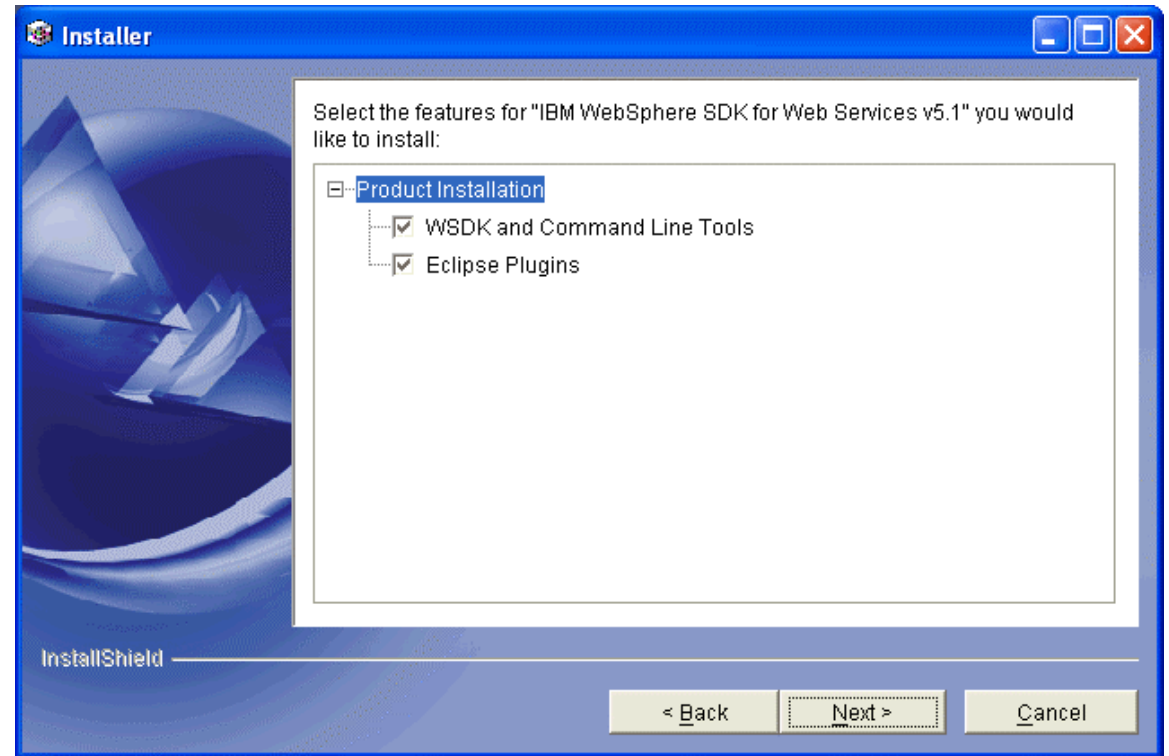 Installer
Select the features for "IBM WebSphere SDK for Web Services v5.1" you would
like to install:
Product Installation
WSDK and Command Line Tools
Eclipse Plugins
InstallShield
< Back
Next >
Cancel